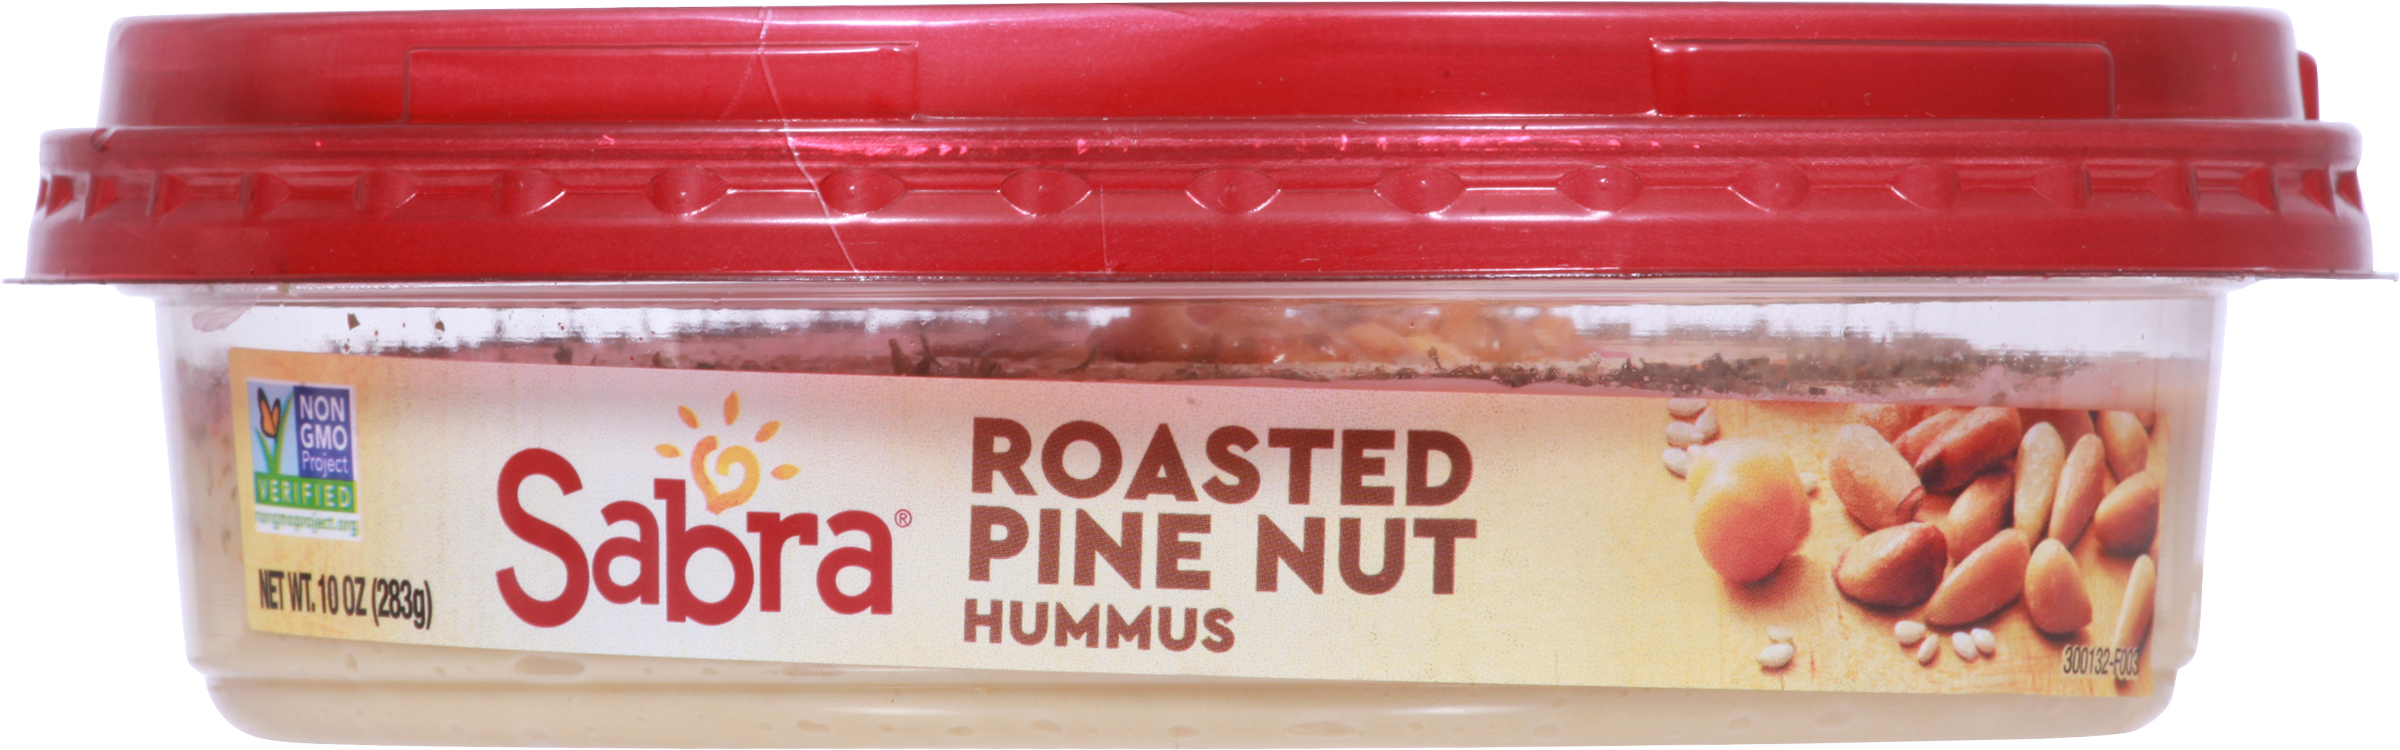 NON
GMO
Project
VERIFIED
nongmoproject.org
NET WT. 10 OZ (283g)
Sabra®
ROASTED
PINE NUT
HUMMUS
300132-F003